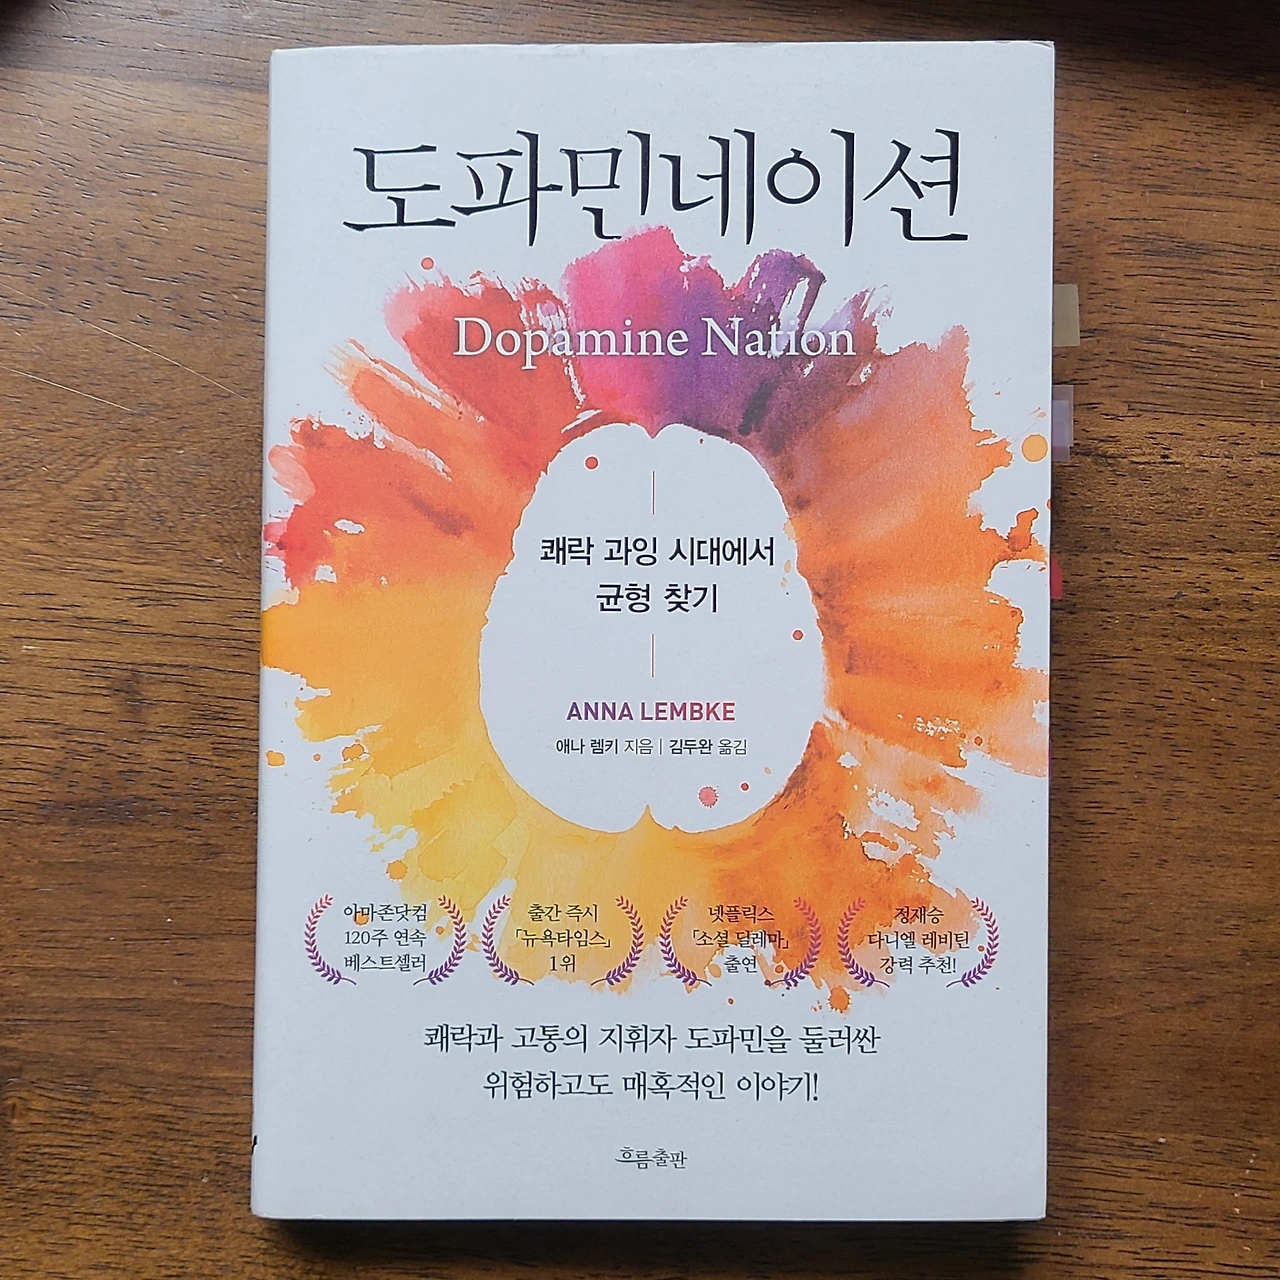 도파민네이션
Dopamine Nation
쾌락 과잉 시대에서
균형 찾기
ANNA LEMBKE
애나 렘키 지음 | 김두완 옮김
아마존닷컴
120주 연속
베스트셀러
출간 즉시
「뉴욕타임스」
1위
넷플릭스
「소셜 딜레마」
출연
정재승
다니엘 레비틴
강력 추천!
쾌락과 고통의 지휘자 도파민을 둘러싼
위험하고도 매혹적인 이야기!
흐름출판